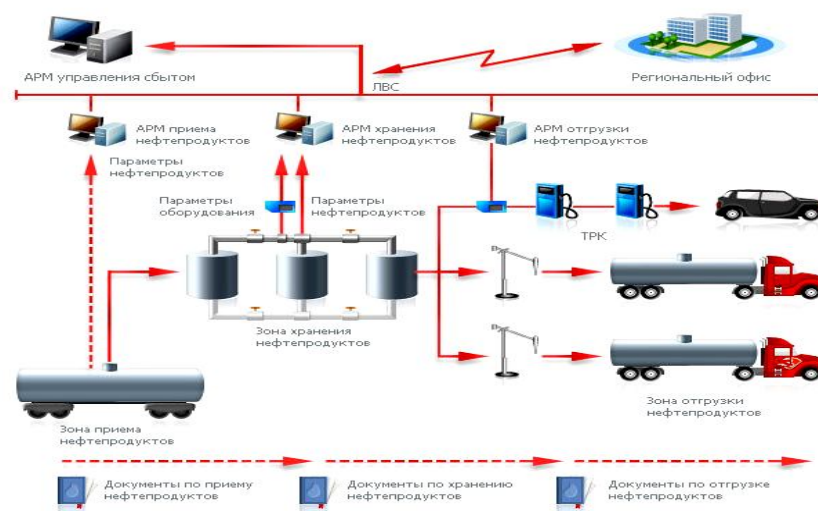 АРМ управления сбытом
Региональный офис
ЛВС
АРМ приема
нефтепродуктов
АРМ хранения
нефтепродуктов
АРМ отгрузки
нефтепродуктов
Параметры
нефтепродуктов
Параметры
оборудования
Параметры
нефтепродуктов
ТРК
Зона хранения
нефтепродуктов
Зона приема
нефтепродуктов
Зона отгрузки
нефтепродуктов
Документы по приему
нефтепродуктов
Документы по хранению
нефтепродуктов
Документы по отгрузке
нефтепродуктов